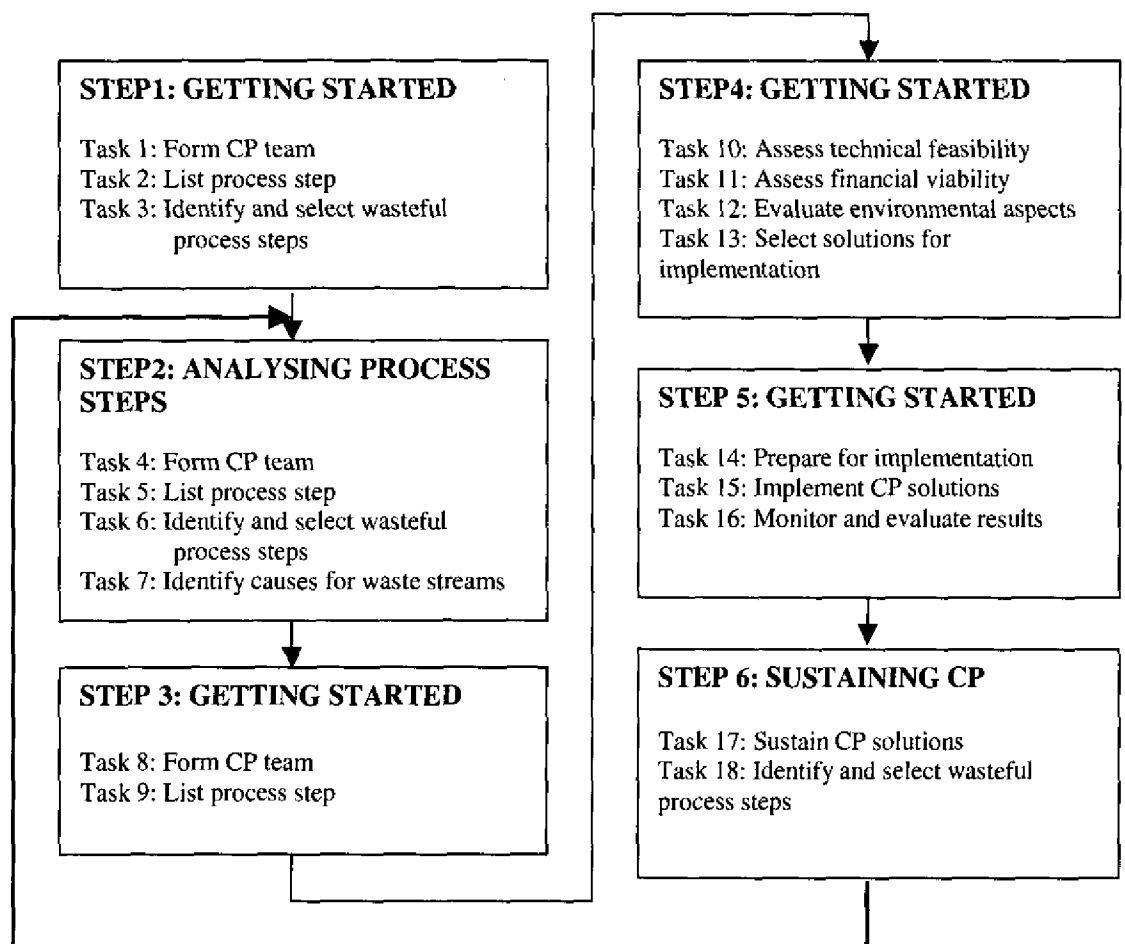 STEP1: GETTING STARTED
Task 1: Form CP team
Task 2: List process step
Task 3: Identify and select wasteful
process steps
STEP2: ANALYSING PROCESS
STEPS
Task 4: Form CP team
Task 5: List process step
Task 6: Identify and select wasteful
process steps
Task 7: Identify causes for waste streams
STEP 3: GETTING STARTED
Task 8: Form CP team
Task 9: List process step
STEP4: GETTING STARTED
Task 10: Assess technical feasibility
Task 11: Assess financial viability
Task 12: Evaluate environmental aspects
Task 13: Select solutions for
implementation
STEP 5: GETTING STARTED
Task 14: Prepare for implementation
Task 15: Implement CP solutions
Task 16: Monitor and evaluate results
STEP 6: SUSTAINING CP
Task 17: Sustain CP solutions
Task 18: Identify and select wasteful
process steps